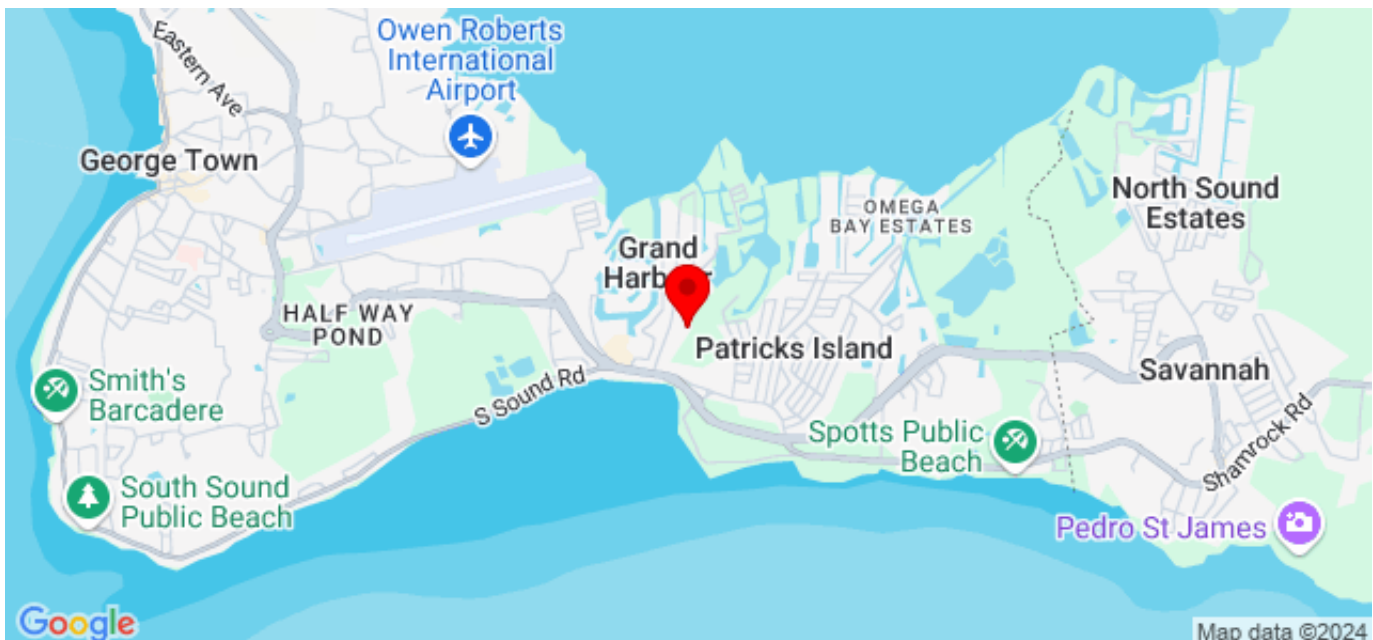 Owen Roberts
International
Airport
Eastern Ave
George Town
North Sound
Estates
OMEGA
BAY ESTATES
Grand
Harbour
HALF WAY
POND
Patricks Island
Savannah
Smith's
Barcadere
S Sound Rd
Spotts Public
Beach
Shamrock Rd
South Sound
Public Beach
Pedro St James
Google
Map data ©2024